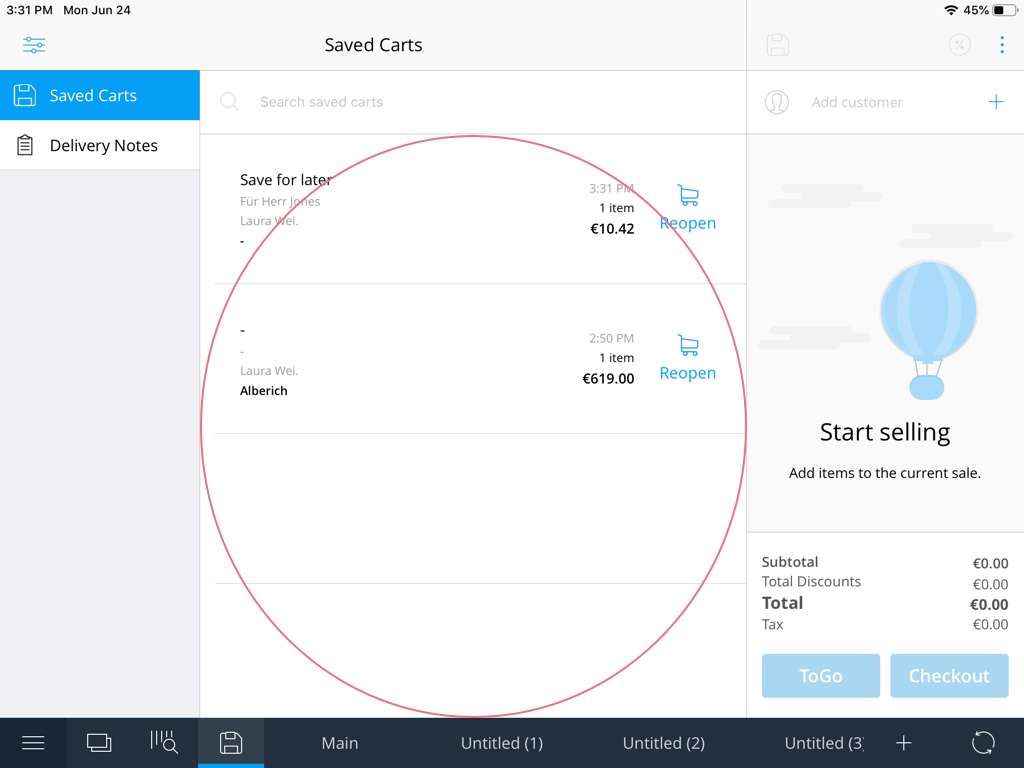 3:31 PM Mon Jun 24
45%
Saved Carts
Saved Carts
Delivery Notes
Search saved carts
Save for later
Für Herr Jones
Laura Wei.
-
3:31 PM
1 item
€10.42
Reopen
-
-
Laura Wei.
Alberich
2:50 PM
1 item
€619.00
Reopen
Add customer
Start selling
Add items to the current sale.
Subtotal €0.00
Total Discounts €0.00
Total €0.00
Tax €0.00
ToGo Checkout
Main Untitled (1) Untitled (2) Untitled (3)